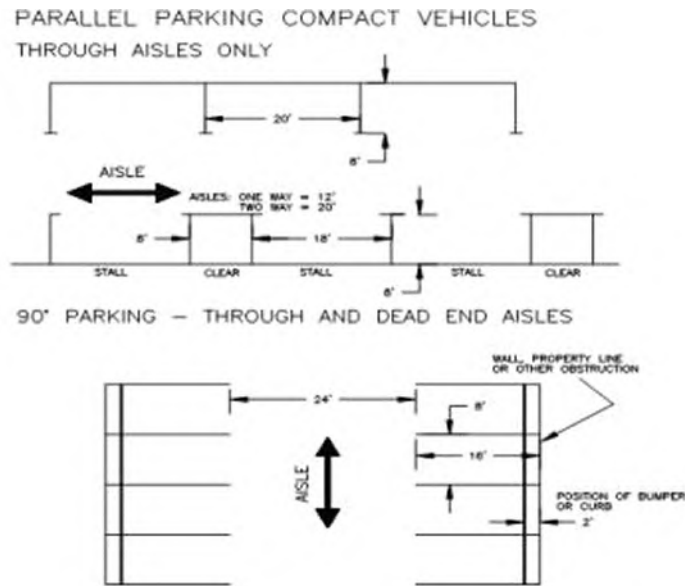 PARALLEL PARKING COMPACT VEHICLES
THROUGH AISLES ONLY
20'
8'
AISLE
AISLES: ONE WAY = 12'
TWO WAY = 20'
8'
18'
STALL
CLEAR
STALL
STALL
CLEAR
8'
90° PARKING - THROUGH AND DEAD END AISLES
WALL, PROPERTY LINE
OR OTHER OBSTRUCTION
24'
8'
16'
AISLE
POSITION OF BUMPER
OR CURB
2'